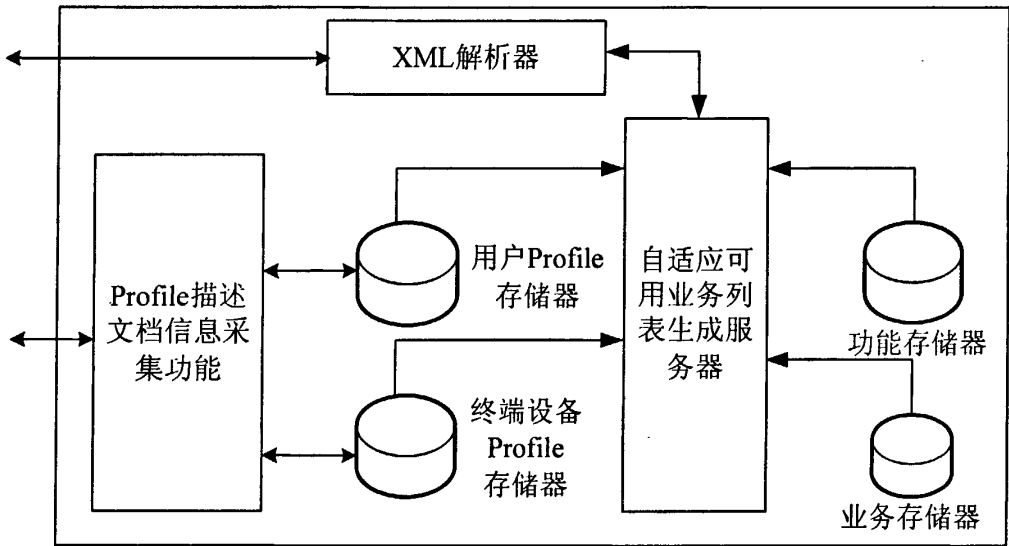 XML解析器
Profile描述
文档信息采
集功能
用户Profile
存储器
终端设备
Profile
存储器
自适应可
用业务列
表生成服
务器
功能存储器
业务存储器